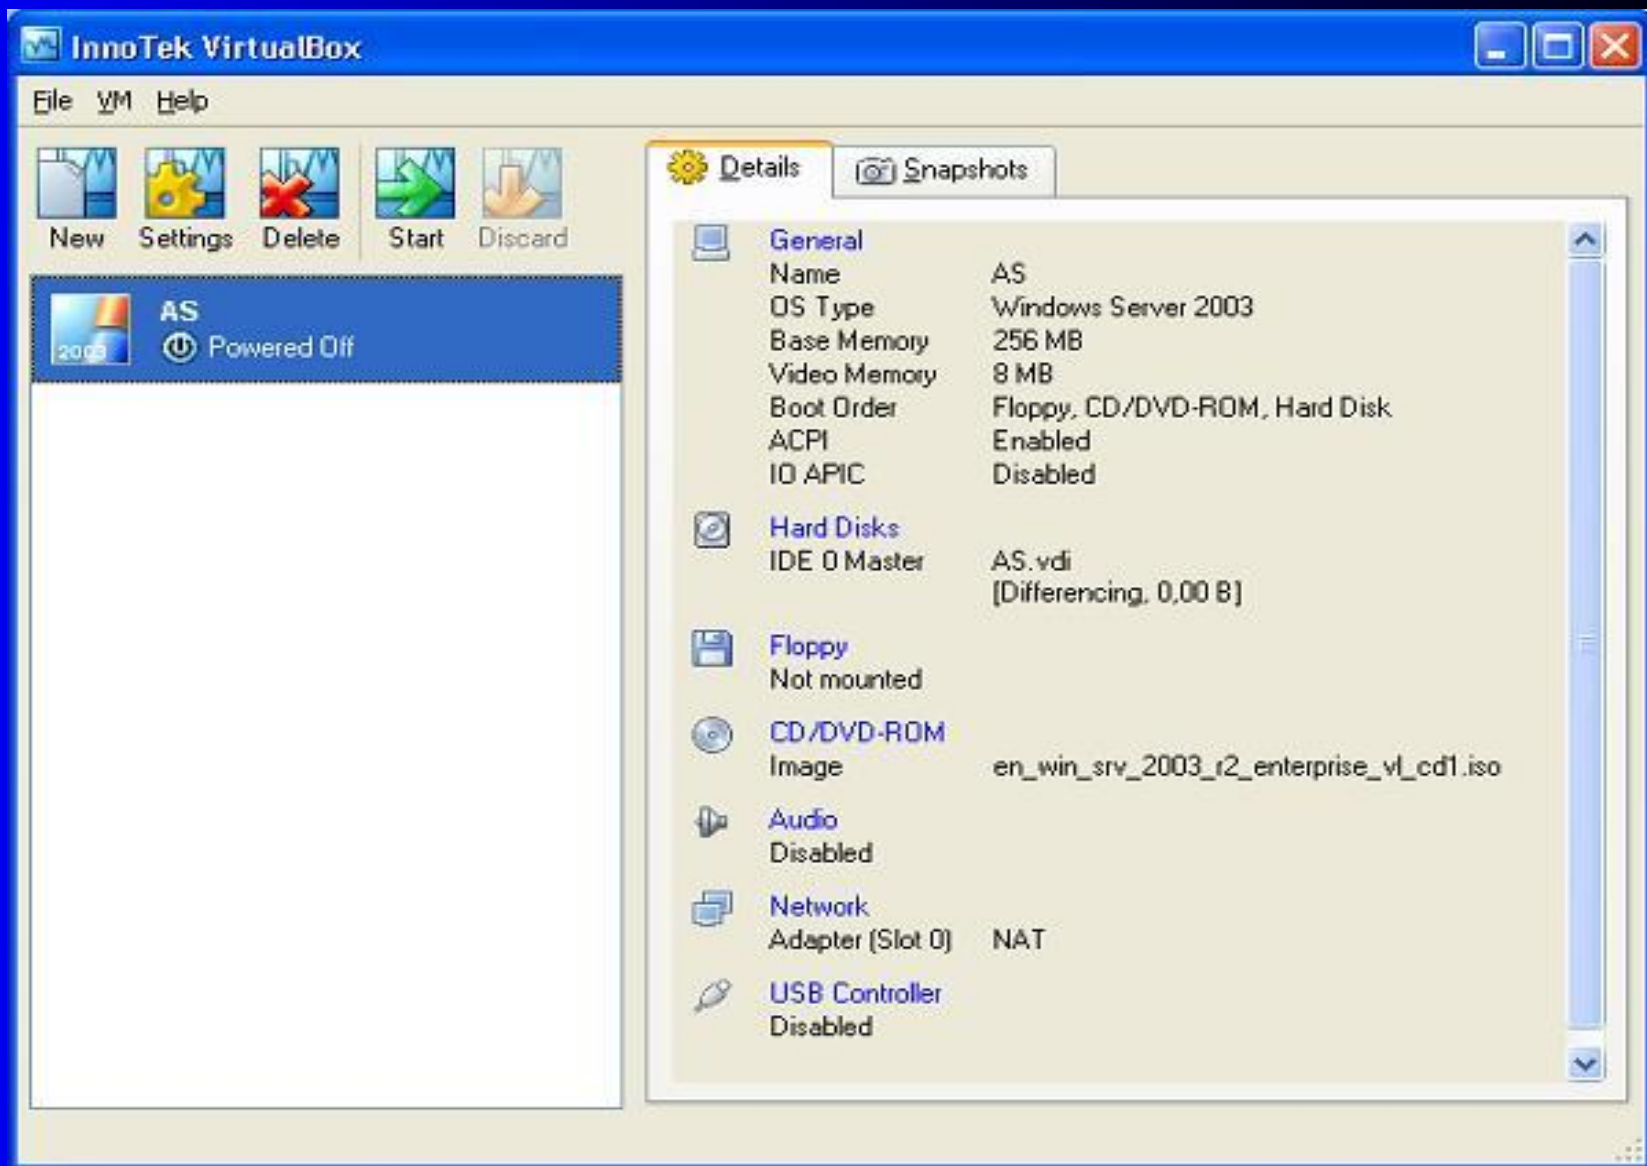 InnoTek VirtualBox
File VM Help
New Settings Delete Start Discard
AS
2003
Powered Off
Details Snapshots
General
Name AS
OS Type Windows Server 2003
Base Memory 256 MB
Video Memory 8 MB
Boot Order Floppy, CD/DVD-ROM, Hard Disk
ACPI Enabled
IO APIC Disabled
Hard Disks
IDE 0 Master AS.vdi
[Differencing, 0,00 B]
Floppy
Not mounted
CD/DVD-ROM
Image en_win_srv_2003_r2_enterprise_vl_cd1.iso
Audio
Disabled
Network
Adapter (Slot 0) NAT
USB Controller
Disabled